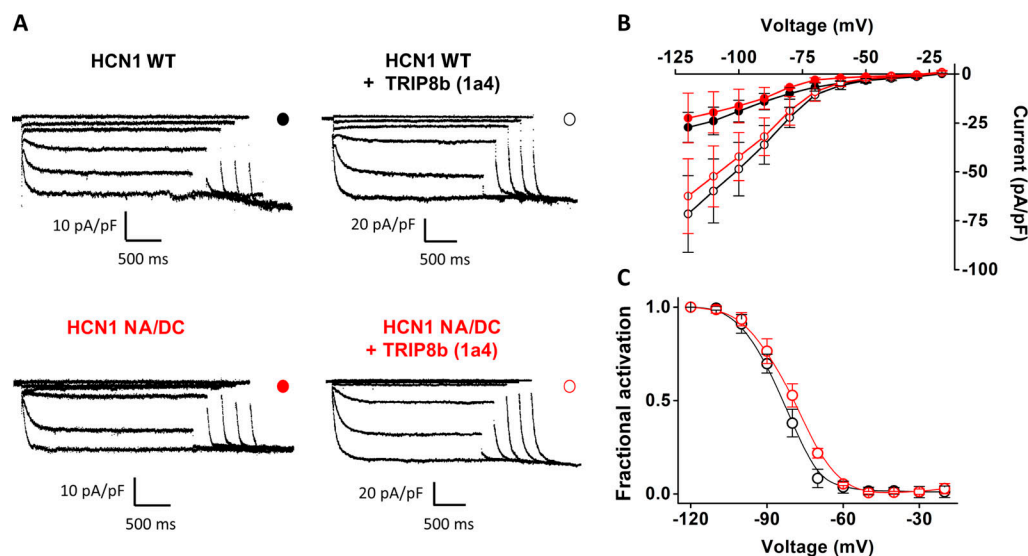 A
HCN1 WT
HCN1 WT
+ TRIP8b (1a4)
10 pA/pF
500 ms
20 pA/pF
500 ms
HCN1 NA/DC
HCN1 NA/DC
+ TRIP8b (1a4)
10 pA/pF
500 ms
20 pA/pF
500 ms
B
Voltage (mV)
-120 -100 -75 -50 -25
0
-25
-50
-75
-100
Current (pA/pF)
C
Fractional activation
1.0
0.5
0.0
-120 -90 -60 -30
Voltage (mV)